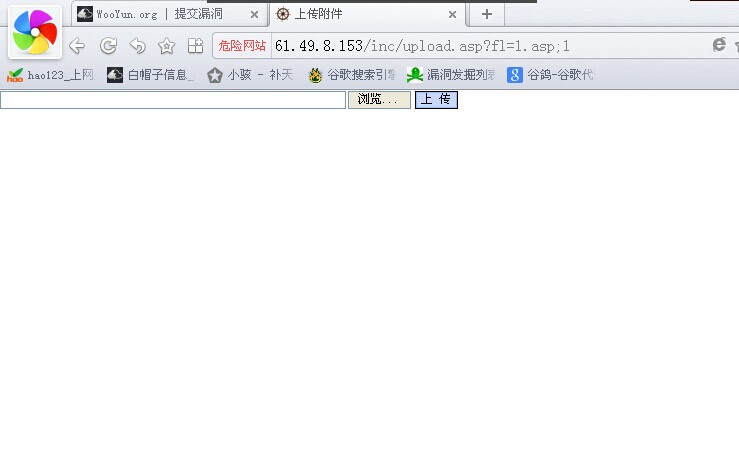 WooYun.org | 提交漏洞 上传附件
危险网站 61.49.8.153/inc/upload.asp?fl=1.asp;1
hao123_上网 白帽子信息_ 小骇 - 补天 谷歌搜索引擎 漏洞发掘列表 谷鸽-谷歌代
浏览... 上 传